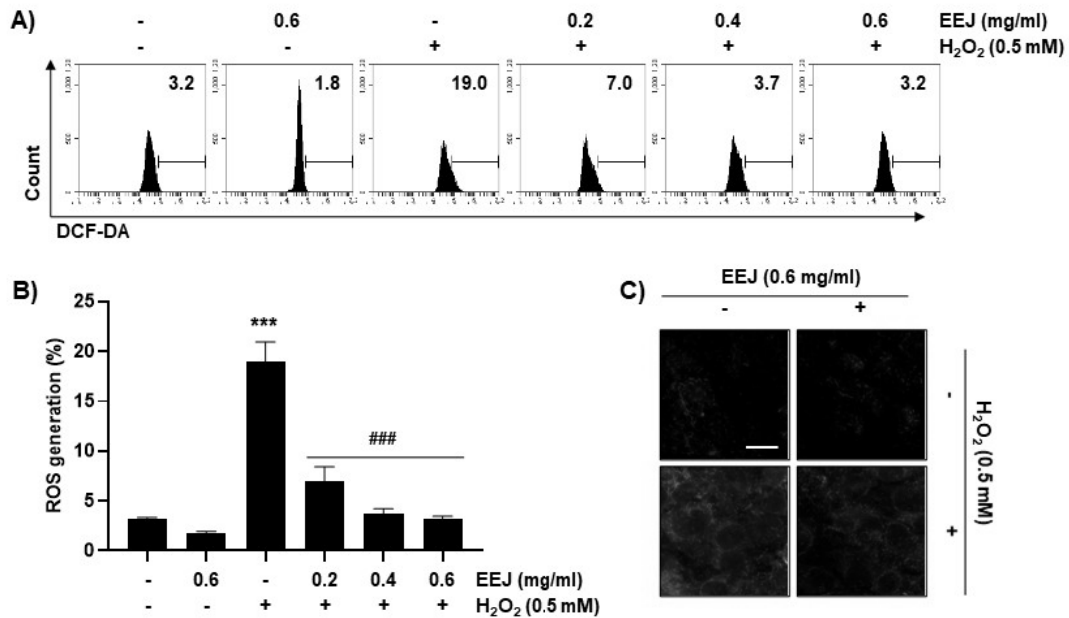 A)
- 0.6 - 0.2 0.4 0.6 EEJ (mg/ml)
- - + + + + H₂O₂ (0.5 mM)
3.2 1.8 19.0 7.0 3.7 3.2
Count
DCF-DA
B)
ROS generation (%)
25
20
15
10
5
0
***
###
- 0.6 - 0.2 0.4 0.6 EEJ (mg/ml)
- - + + + + H₂O₂ (0.5 mM)
C)
EEJ (0.6 mg/ml)
- +
-
+
H₂O₂ (0.5 mM)